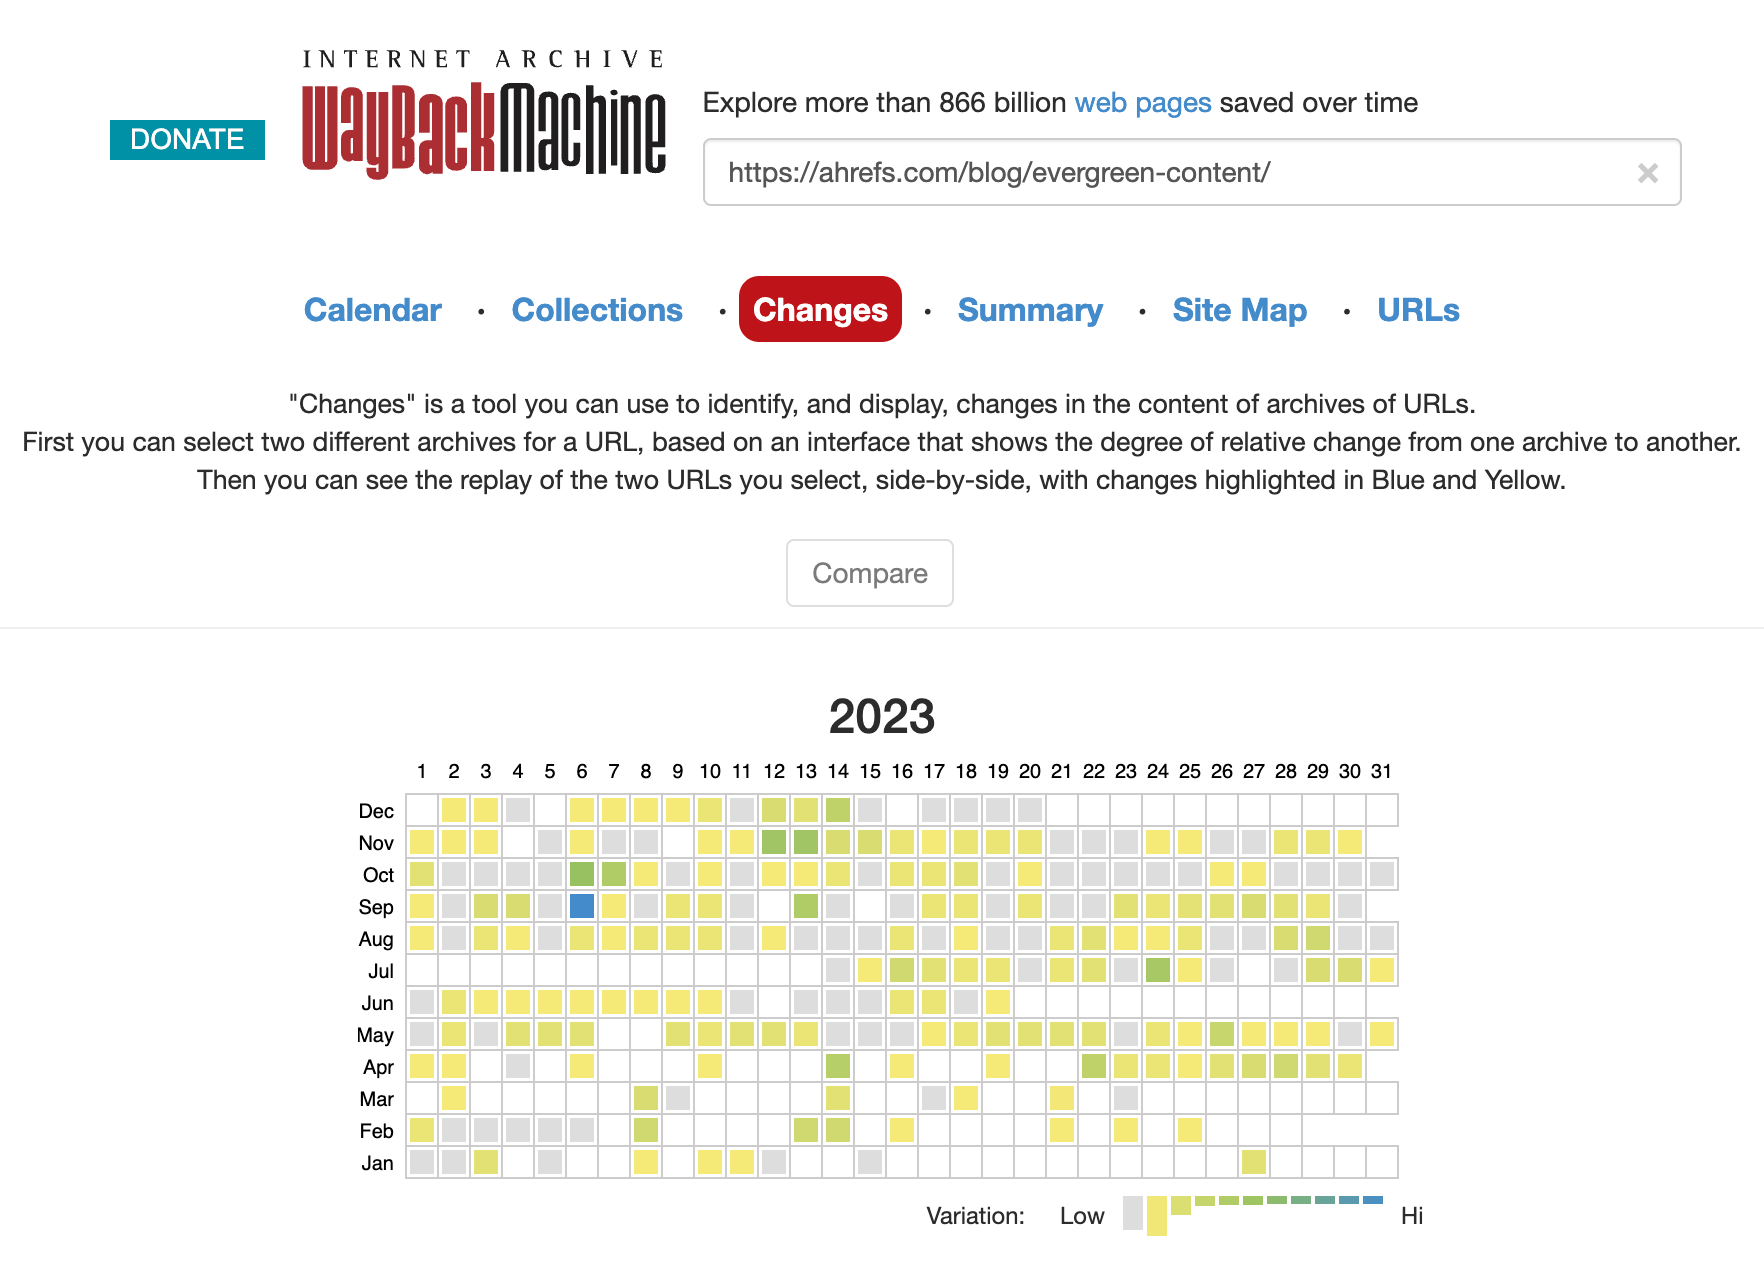 INTERNET ARCHIVE
WayBackMachine
DONATE
Explore more than 866 billion web pages saved over time
https://ahrefs.com/blog/evergreen-content/ ×
Calendar · Collections · Changes · Summary · Site Map · URLs
"Changes" is a tool you can use to identify, and display, changes in the content of archives of URLs.
First you can select two different archives for a URL, based on an interface that shows the degree of relative change from one archive to another.
Then you can see the replay of the two URLs you select, side-by-side, with changes highlighted in Blue and Yellow.
Compare
2023
1 2 3 4 5 6 7 8 9 10 11 12 13 14 15 16 17 18 19 20 21 22 23 24 25 26 27 28 29 30 31
Dec
Nov
Oct
Sep
Aug
Jul
Jun
May
Apr
Mar
Feb
Jan
Variation: Low Hi